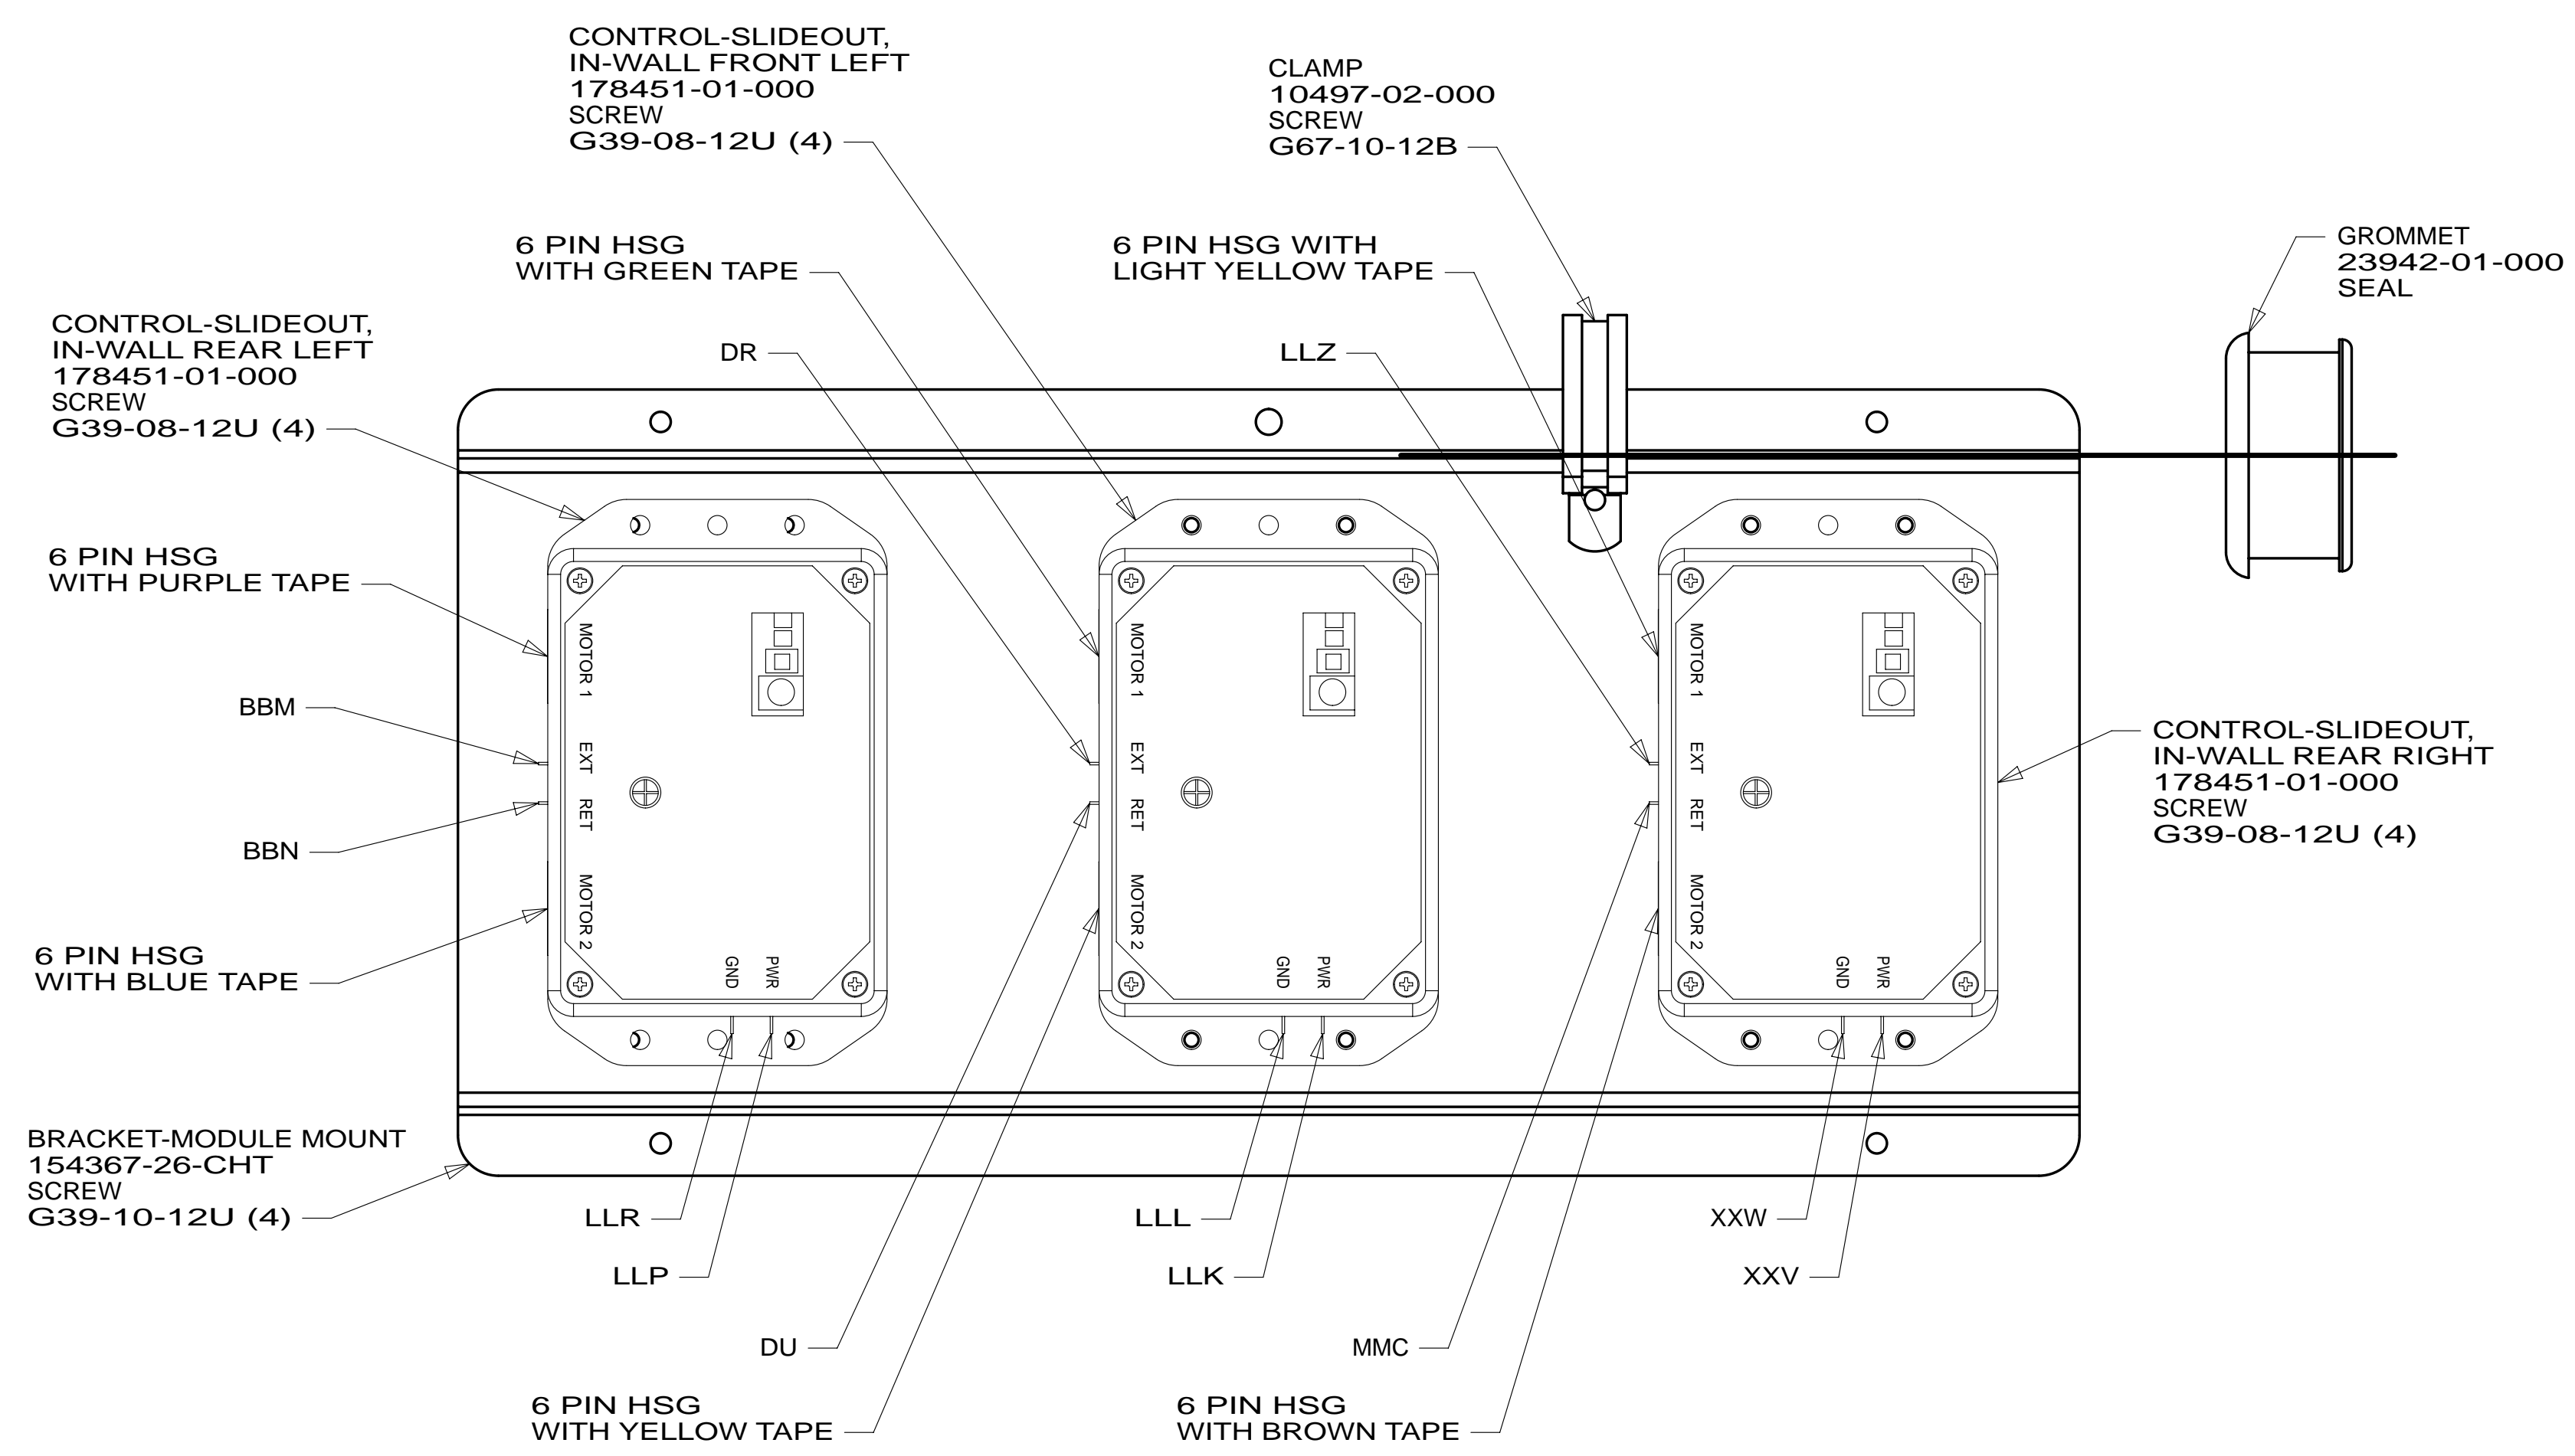 CONTROL-SLIDEOUT,
IN-WALL FRONT LEFT
178451-01-000
SCREW
G39-08-12U (4)
CLAMP
10497-02-000
SCREW
G67-10-12B
6 PIN HSG
WITH GREEN TAPE
6 PIN HSG WITH
LIGHT YELLOW TAPE
GROMMET
23942-01-000
SEAL
CONTROL-SLIDEOUT,
IN-WALL REAR LEFT
178451-01-000
SCREW
G39-08-12U (4)
DR
LLZ
6 PIN HSG
WITH PURPLE TAPE
BBM
BBN
6 PIN HSG
WITH BLUE TAPE
MOTOR 1
EXT
RET
MOTOR 2
GND
PWR
MOTOR 1
EXT
RET
MOTOR 2
GND
PWR
MOTOR 1
EXT
RET
MOTOR 2
GND
PWR
CONTROL-SLIDEOUT,
IN-WALL REAR RIGHT
178451-01-000
SCREW
G39-08-12U (4)
BRACKET-MODULE MOUNT
154367-26-CHT
SCREW
G39-10-12U (4)
LLR
LLP
LLL
LLK
XXW
XXV
DU
MMC
6 PIN HSG
WITH YELLOW TAPE
6 PIN HSG
WITH BROWN TAPE